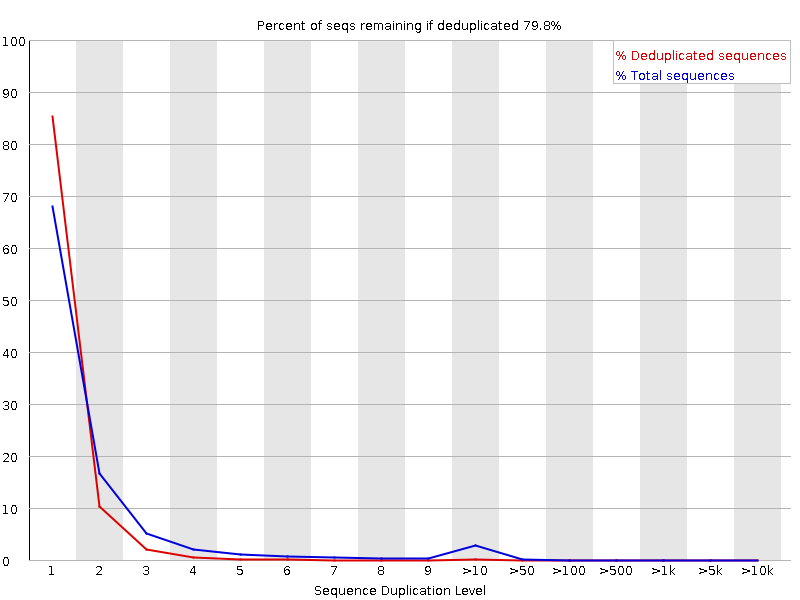 Percent of seqs remaining if deduplicated 79.8%
% Deduplicated sequences
% Total sequences
100
90
80
70
60
50
40
30
20
10
0
1 2 3 4 5 6 7 8 9 >10 >50 >100 >500 >1k >5k >10k
Sequence Duplication Level